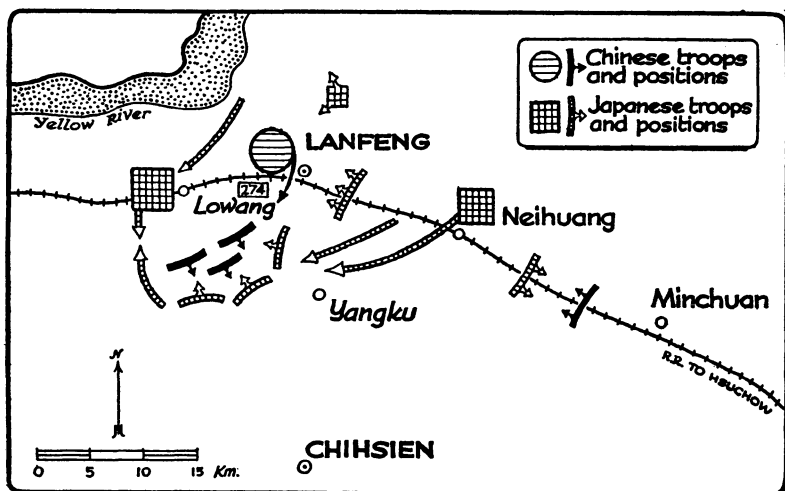 Chinese troops
and positions
Japanese troops
and positions
Yellow River
LANFENG
274
Lowang
Neihuang
Yangku
Minchuan
R.R. TO HSUCHOW
N
CHIHSIEN
0 5 10 15 Km.